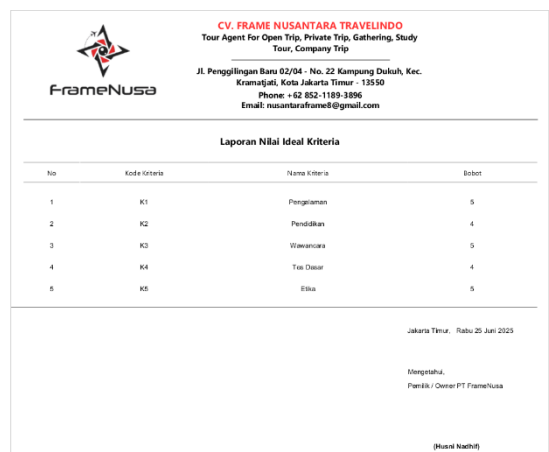 FrameNusa
CV. FRAME NUSANTARA TRAVELINDO
Tour Agent For Open Trip, Private Trip, Gathering, Study
Tour, Company Trip
Jl. Penggilingan Baru 02/04 - No. 22 Kampung Dukuh, Kec.
Kramatjati, Kota Jakarta Timur - 13550
Phone: +62 852-1189-3896
Email: nusantaraframe8@gmail.com
Laporan Nilai Ideal Kriteria
No Kode Kriteria Nama Kriteria Bobot
1 K1 Pengalaman 5
2 K2 Pendidikan 4
3 K3 Wawancara 5
4 K4 Tes Dasar 4
5 K5 Etika 5
Jakarta Timur, Rabu 25 Juni 2025
Mengetahui,
Pemilik / Owner PT FrameNusa
(Husni Nadhif)